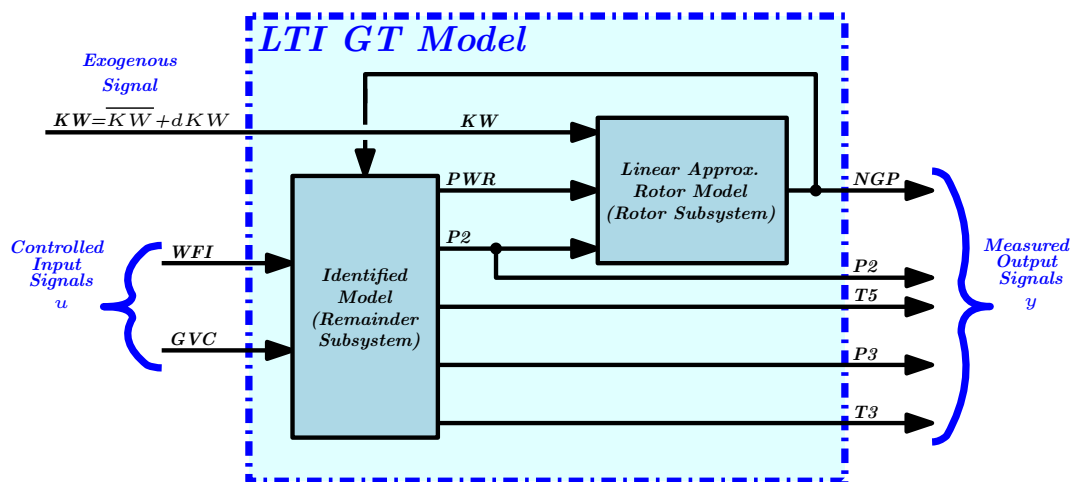 LTI GT Model
Exogenous
Signal
KW=\overline{KW}+dKW
KW
Linear Approx.
Rotor Model
(Rotor Subsystem)
NGP
PWR
P2
Controlled
Input
Signals
u
WFI
GVC
Identified
Model
(Remainder
Subsystem)
P2
T5
P3
T3
Measured
Output
Signals
y